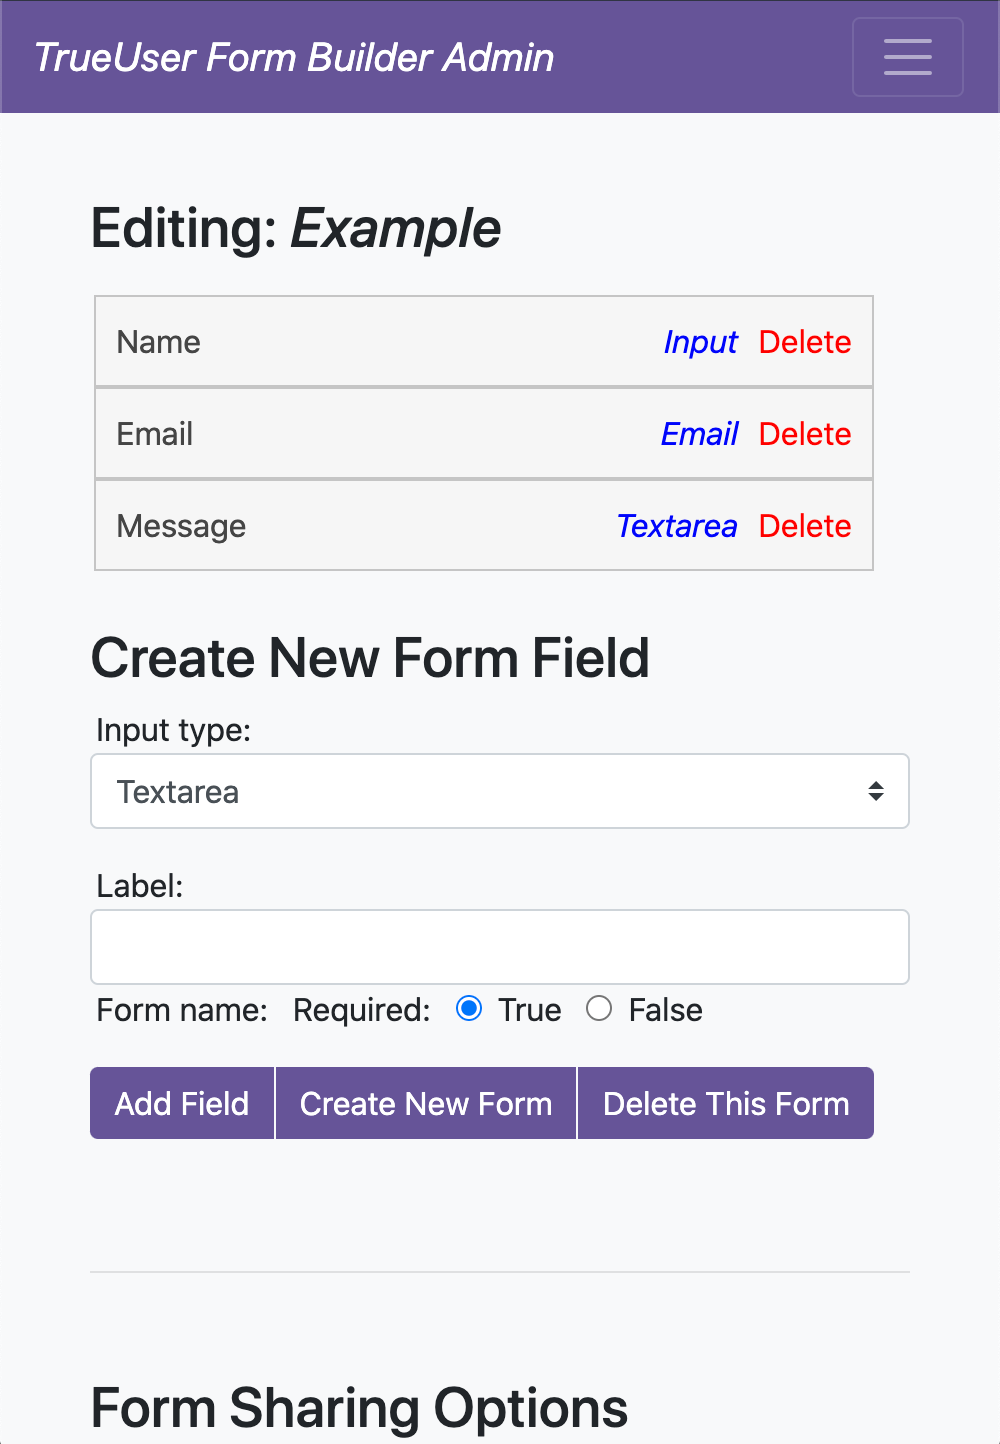 TrueUser Form Builder Admin
Editing: Example
Name Input Delete
Email Email Delete
Message Textarea Delete
Create New Form Field
Input type:
Textarea
Label:
Form name: Required: True False
Add Field Create New Form Delete This Form
Form Sharing Options